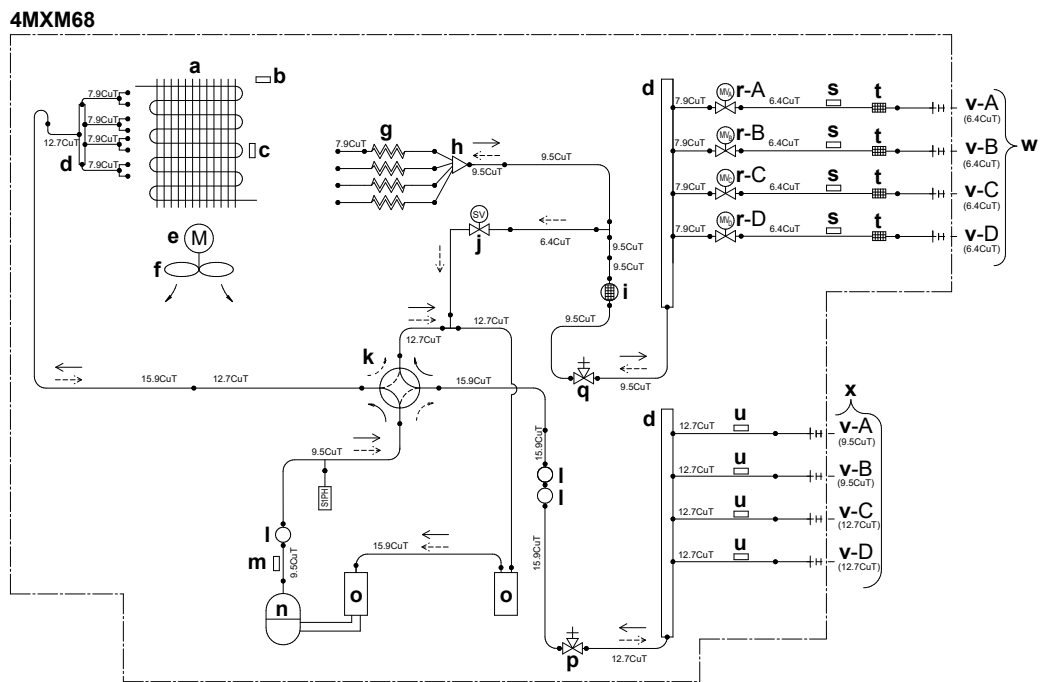 4MXM68
a
b
7.9CuT
7.9CuT
7.9CuT
7.9CuT
12.7CuT
d
c
e M
f
g
7.9CuT
h
9.5CuT
9.5CuT
SV
j
6.4CuT
9.5CuT
9.5CuT
i
9.5CuT
q
9.5CuT
d
7.9CuT
r-A
6.4CuT
s
t
v-A
(6.4CuT)
7.9CuT
r-B
6.4CuT
s
t
v-B
(6.4CuT)
w
7.9CuT
r-C
6.4CuT
s
t
v-C
(6.4CuT)
7.9CuT
r-D
6.4CuT
s
t
v-D
(6.4CuT)
12.7CuT
12.7CuT
k
15.9CuT
12.7CuT
15.9CuT
9.5CuT
S1PH
l
m
9.5CuT
n
o
15.9CuT
o
15.9CuT
l
l
15.9CuT
p
12.7CuT
d
x
12.7CuT
u
v-A
(9.5CuT)
12.7CuT
u
v-B
(9.5CuT)
12.7CuT
u
v-C
(12.7CuT)
12.7CuT
u
v-D
(12.7CuT)